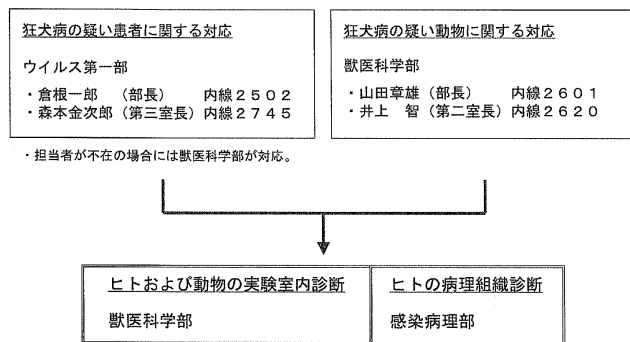 狂犬病の疑い患者に関する対応
ウイルス第一部
・倉根一郎 (部長) 内線2502
・森本金次郎(第三室長)内線2745
狂犬病の疑い動物に関する対応
獣医科学部
・山田章雄(部長) 内線2601
・井上 智(第二室長)内線2620
・担当者が不在の場合には獣医科学部が対応。
ヒトおよび動物の実験室内診断
獣医科学部
ヒトの病理組織診断
感染病理部